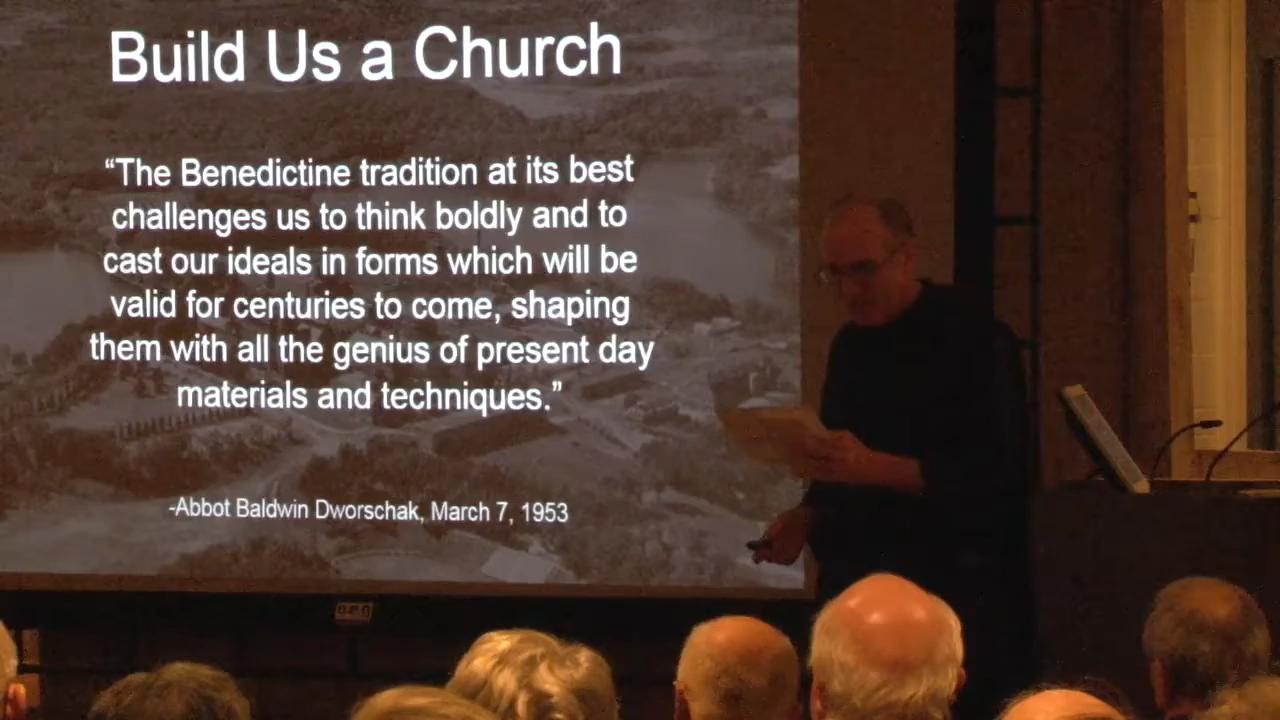 Build Us a Church
“The Benedictine tradition at its best
challenges us to think boldly and to
cast our ideals in forms which will be
valid for centuries to come, shaping
them with all the genius of present day
materials and techniques.”
-Abbot Baldwin Dworschak, March 7, 1953